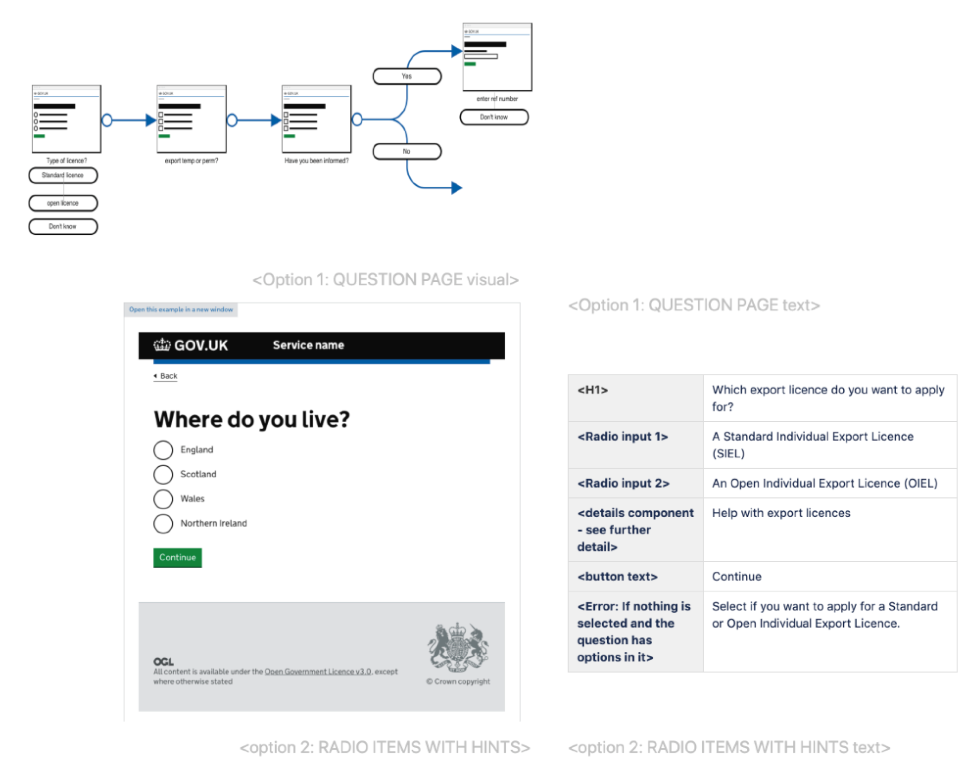 Yes
enter ref number
Don't know
Type of licence?
Standard licence
open licence
Don't know
export temp or perm?
Have you been informed?
No
<Option 1: QUESTION PAGE visual>
Open this example in a new window
GOV.UK
Service name
Back
Where do you live?
England
Scotland
Wales
Northern Ireland
Continue
OGL
All content is available under the Open Government Licence v3.0, except
where otherwise stated
© Crown copyright
<Option 1: QUESTION PAGE text>
<H1>
Which export licence do you want to apply
for?
<Radio input 1>
A Standard Individual Export Licence
(SIEL)
<Radio input 2>
An Open Individual Export Licence (OIEL)
<details component
- see further
detail>
Help with export licences
<button text>
Continue
<Error: If nothing is
selected and the
question has
options in it>
Select if you want to apply for a Standard
or Open Individual Export Licence.
<option 2: RADIO ITEMS WITH HINTS>
<option 2: RADIO ITEMS WITH HINTS text>